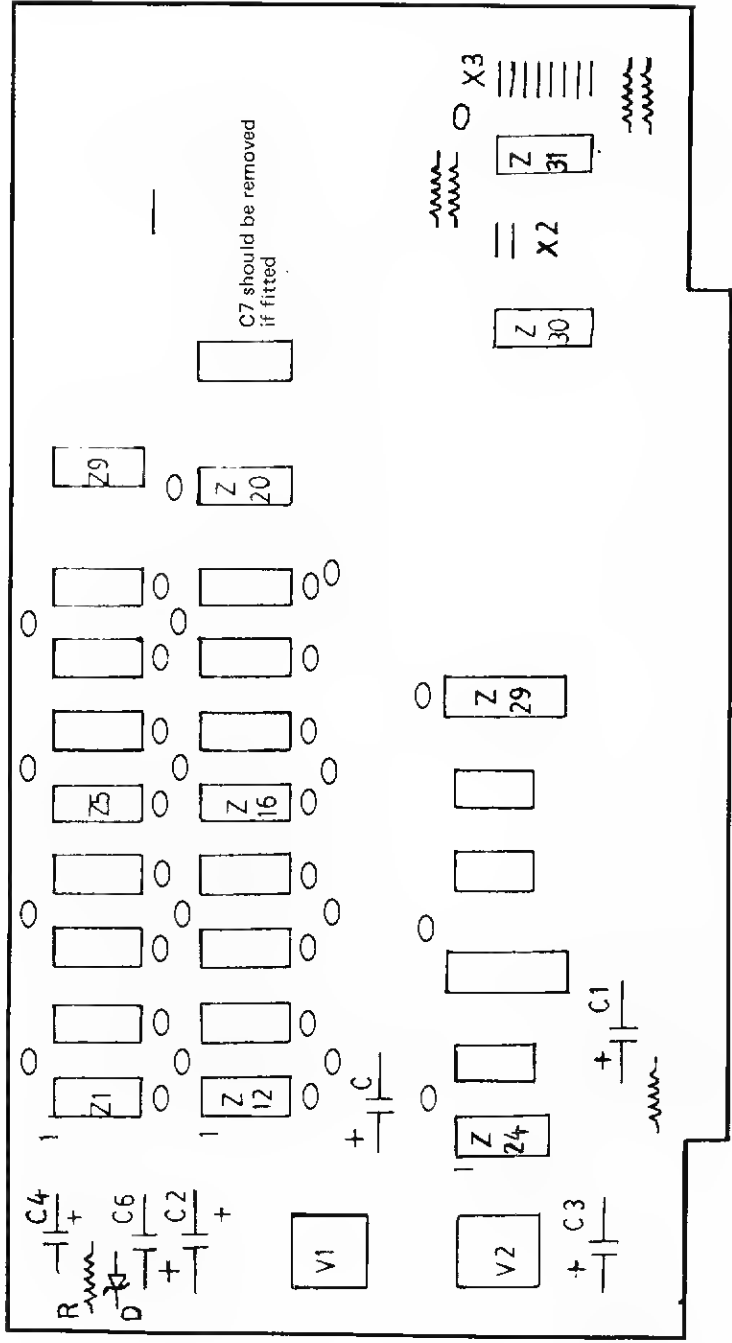 C4
+
R
1
Z1
Z5
Z9
D
C6
+
C2
+
1
Z
12
Z
16
Z
20
C7 should be removed
if fitted
V1
+
C
V2
1
Z
24
Z
29
Z
30
X2
Z
31
X3
+
C3
+
C1